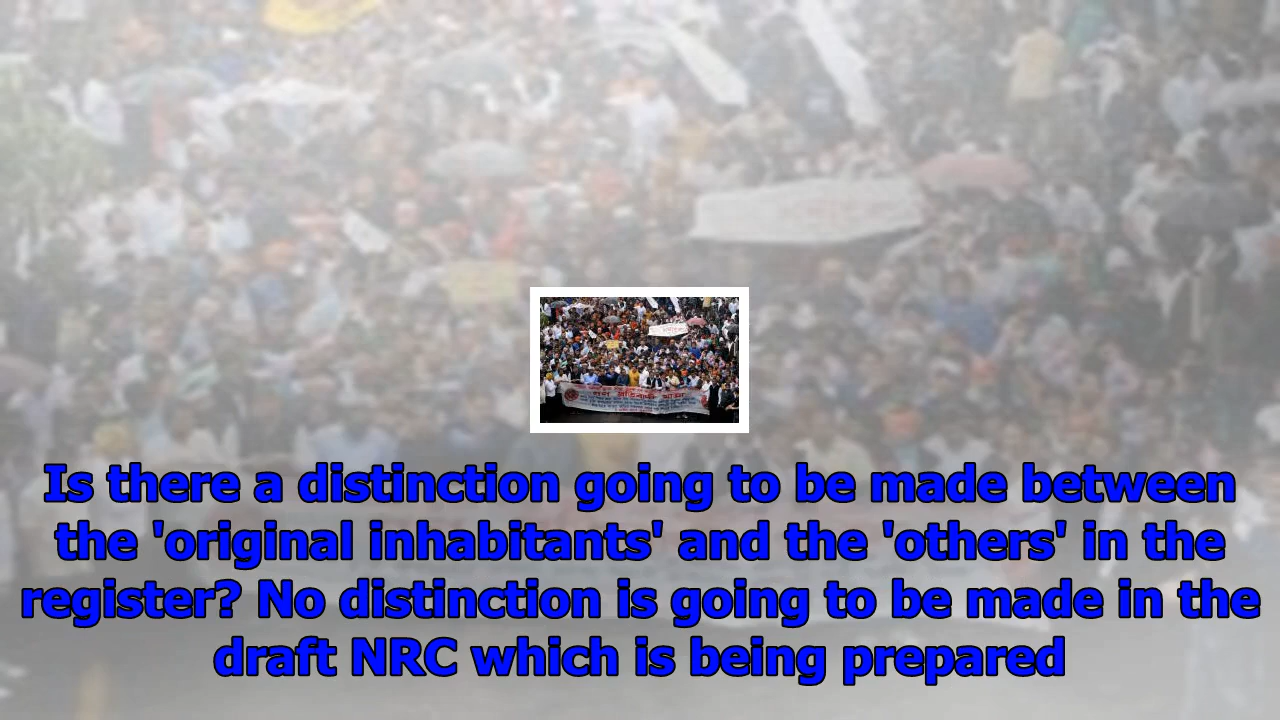 Is there a distinction going to be made between
the 'original inhabitants' and the 'others' in the
register? No distinction is going to be made in the
draft NRC which is being prepared